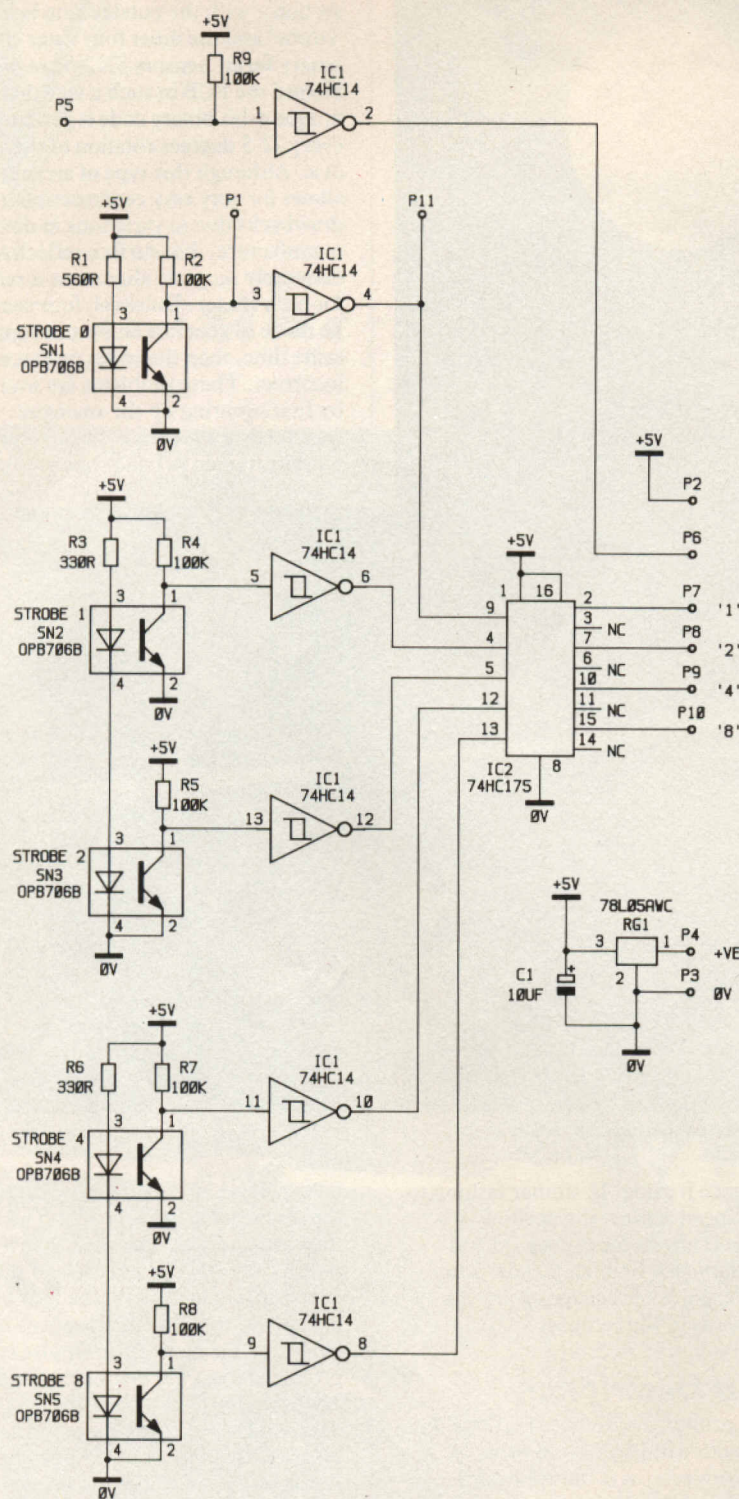 +5V
R9
100K
IC1
74HC14
P5
1
2
+5V
P1
P11
R1
560R
R2
100K
IC1
74HC14
3
4
STROBE 0
SN1
OPB706B
3
1
4
2
0V
+5V
P2
+5V
R3
330R
R4
100K
IC1
74HC14
5
6
P6
STROBE 1
SN2
OPB706B
3
1
4
2
0V
+5V
1
16
9
4
5
12
13
2
3
7
6
10
11
15
14
8
NC
NC
NC
NC
P7
'1'
P8
'2'
P9
'4'
P10
'8'
IC2
74HC175
0V
+5V
R5
100K
IC1
74HC14
13
12
STROBE 2
SN3
OPB706B
3
1
4
2
0V
+5V
78L05AWC
RG1
3
1
2
P4
+VE
P3
0V
C1
+
10UF
0V
+5V
R6
330R
R7
100K
IC1
74HC14
11
10
STROBE 4
SN4
OPB706B
3
1
4
2
0V
+5V
R8
100K
IC1
74HC14
9
8
STROBE 8
SN5
OPB706B
3
1
4
2
0V